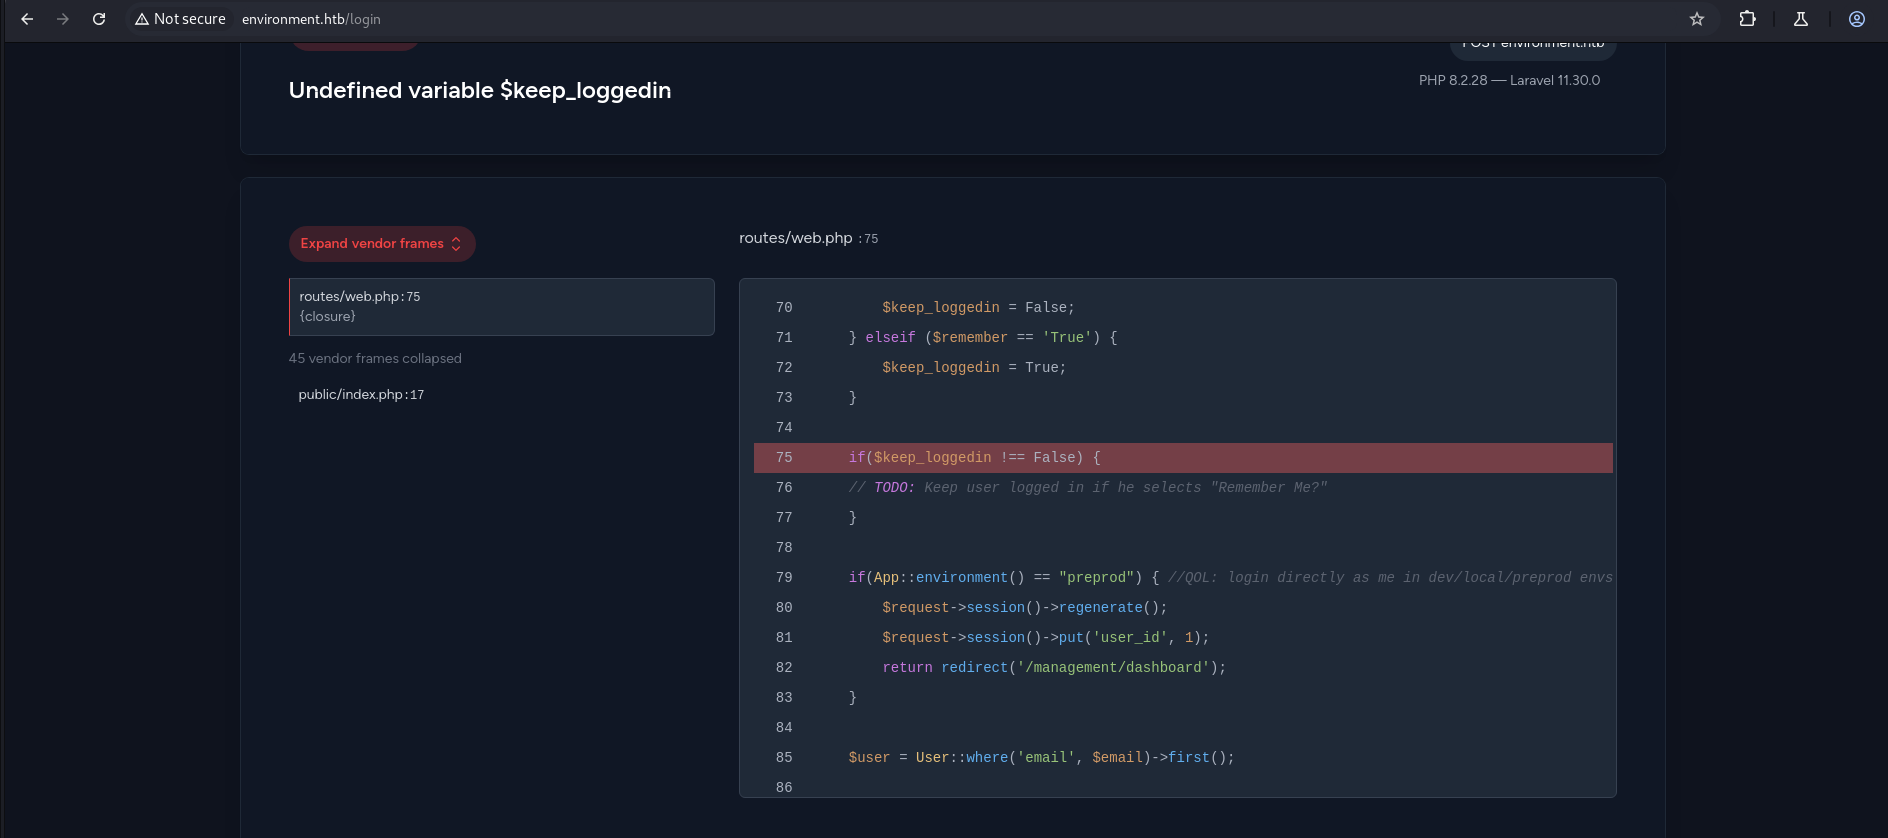 Not secure environment.htb/login
POST environment.htb
Undefined variable $keep_loggedin
PHP 8.2.28 — Laravel 11.30.0
Expand vendor frames
routes/web.php :75
routes/web.php:75
{closure}
45 vendor frames collapsed
public/index.php:17
70 $keep_loggedin = False;
71 } elseif ($remember == 'True') {
72 $keep_loggedin = True;
73 }
74
75 if($keep_loggedin !== False) {
76 // TODO: Keep user logged in if he selects "Remember Me?"
77 }
78
79 if(App::environment() == "preprod") { //QOL: login directly as me in dev/local/preprod envs
80 $request->session()->regenerate();
81 $request->session()->put('user_id', 1);
82 return redirect('/management/dashboard');
83 }
84
85 $user = User::where('email', $email)->first();
86